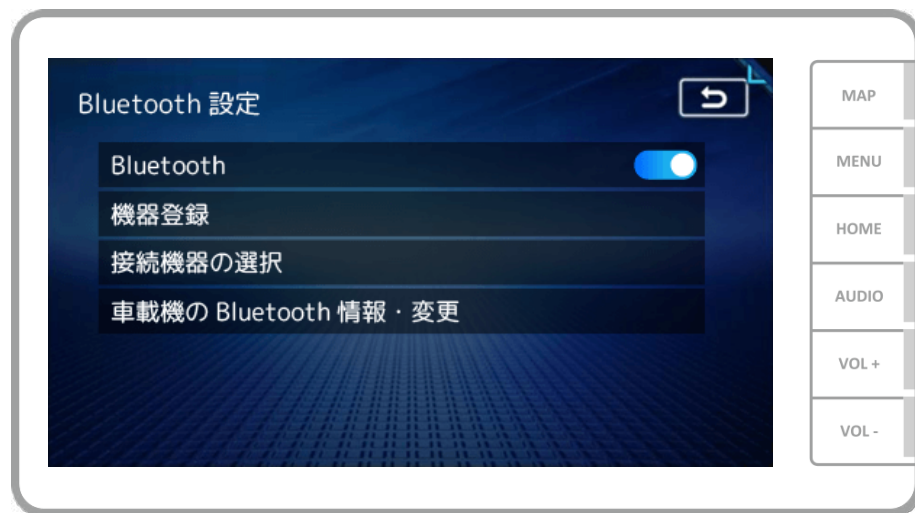 Bluetooth 設定
Bluetooth
機器登録
接続機器の選択
車載機の Bluetooth 情報・変更
MAP
MENU
HOME
AUDIO
VOL +
VOL -